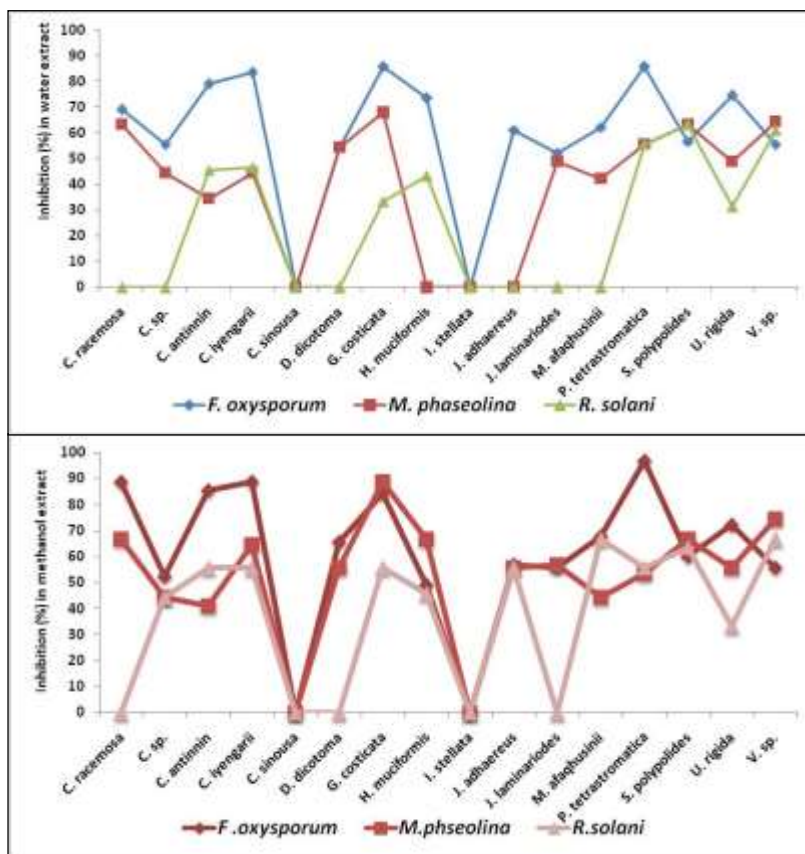 Inhibition (%) in water extract
100
90
80
70
60
50
40
30
20
10
0
C. racemosa
C. sp.
C. antinnin
C. iyengarii
C. sinousa
D. dicotoma
G. costicata
H. muciformis
I. stellata
J. adhaereus
J. laminariodes
M. afaqhusinii
P. tetrastromatica
S. polypolides
U. rigida
V. sp.
F. oxysporum
M. phaseolina
R. solani
Inhibition (%) in methanol extract
100
90
80
70
60
50
40
30
20
10
0
C. racemosa
C. sp.
C. antinnin
C. iyengarii
C. sinousa
D. dicotoma
G. costicata
H. muciformis
I. stellata
J. adhaereus
J. laminariodes
M. afaqhusinii
P. tetrastromatica
S. polypolides
U. rigida
V. sp.
F .oxysporum
M.phseolina
R.solani